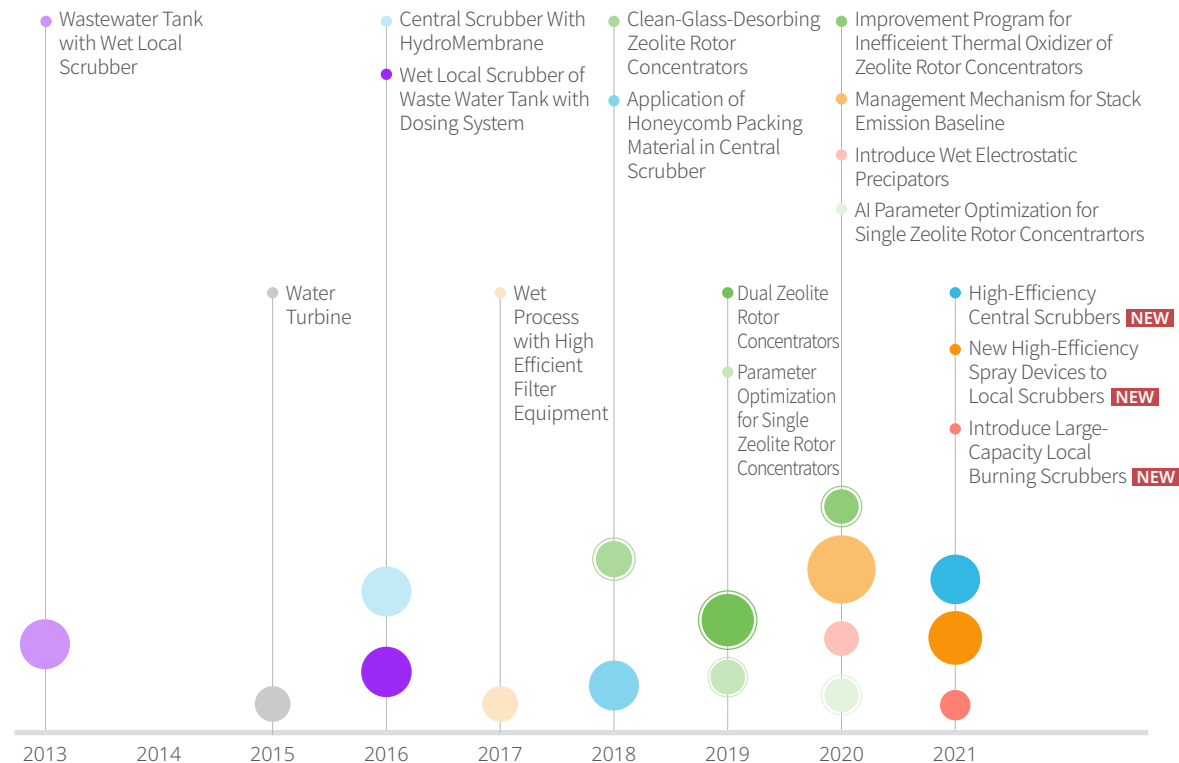 Wastewater Tank
with Wet Local
Scrubber
Central Scrubber With
HydroMembrane
Wet Local Scrubber of
Waste Water Tank with
Dosing System
Clean-Glass-Desorbing
Zeolite Rotor
Concentrators
Application of
Honeycomb Packing
Material in Central
Scrubber
Improvement Program for
Inefficeient Thermal Oxidizer of
Zeolite Rotor Concentrators
Management Mechanism for Stack
Emission Baseline
Introduce Wet Electrostatic
Precipators
AI Parameter Optimization for
Single Zeolite Rotor Concentrartors
Water
Turbine
Wet
Process
with High
Efficient
Filter
Equipment
Dual Zeolite
Rotor
Concentrators
Parameter
Optimization
for Single
Zeolite Rotor
Concentrators
High-Efficiency
Central Scrubbers NEW
New High-Efficiency
Spray Devices to
Local Scrubbers NEW
Introduce Large-
Capacity Local
Burning Scrubbers NEW
2013 2014 2015 2016 2017 2018 2019 2020 2021